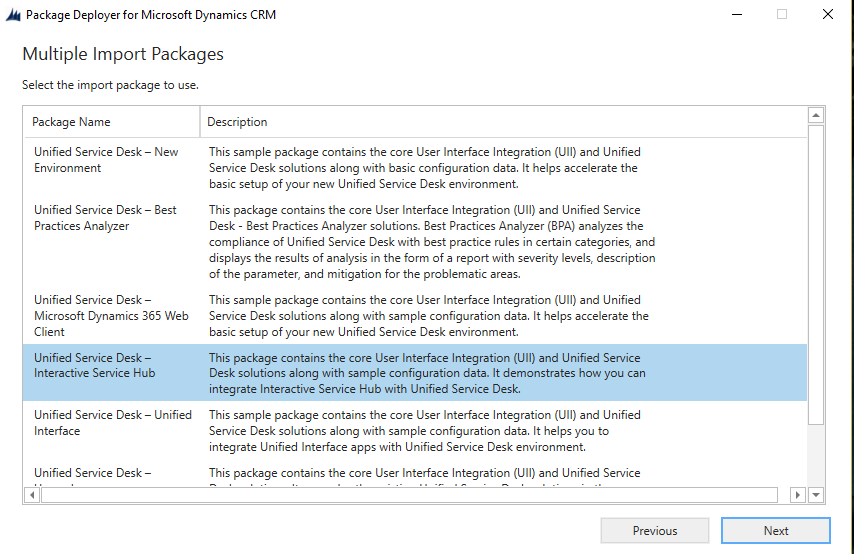 Package Deployer for Microsoft Dynamics CRM
Multiple Import Packages
Select the import package to use.
Package Name
Description
Unified Service Desk – New
Environment
This sample package contains the core User Interface Integration (UII) and Unified
Service Desk solutions along with basic configuration data. It helps accelerate the
basic setup of your new Unified Service Desk environment.
Unified Service Desk – Best
Practices Analyzer
This package contains the core User Interface Integration (UII) and Unified Service
Desk - Best Practices Analyzer solutions. Best Practices Analyzer (BPA) analyzes the
compliance of Unified Service Desk with best practice rules in certain categories, and
displays the results of analysis in the form of a report with severity levels, description
of the parameter, and mitigation for the problematic areas.
Unified Service Desk –
Microsoft Dynamics 365 Web
Client
This sample package contains the core User Interface Integration (UII) and Unified
Service Desk solutions along with sample configuration data. It helps accelerate the
basic setup of your new Unified Service Desk environment.
Unified Service Desk –
Interactive Service Hub
This package contains the core User Interface Integration (UII) and Unified Service
Desk solutions along with sample configuration data. It demonstrates how you can
integrate Interactive Service Hub with Unified Service Desk.
Unified Service Desk – Unified
Interface
This sample package contains the core User Interface Integration (UII) and Unified
Service Desk solutions along with sample configuration data. It helps you to
integrate Unified Interface apps with Unified Service Desk environment.
Unified Service Desk –
This package contains the core User Interface Integration (UII) and Unified Service
Previous
Next